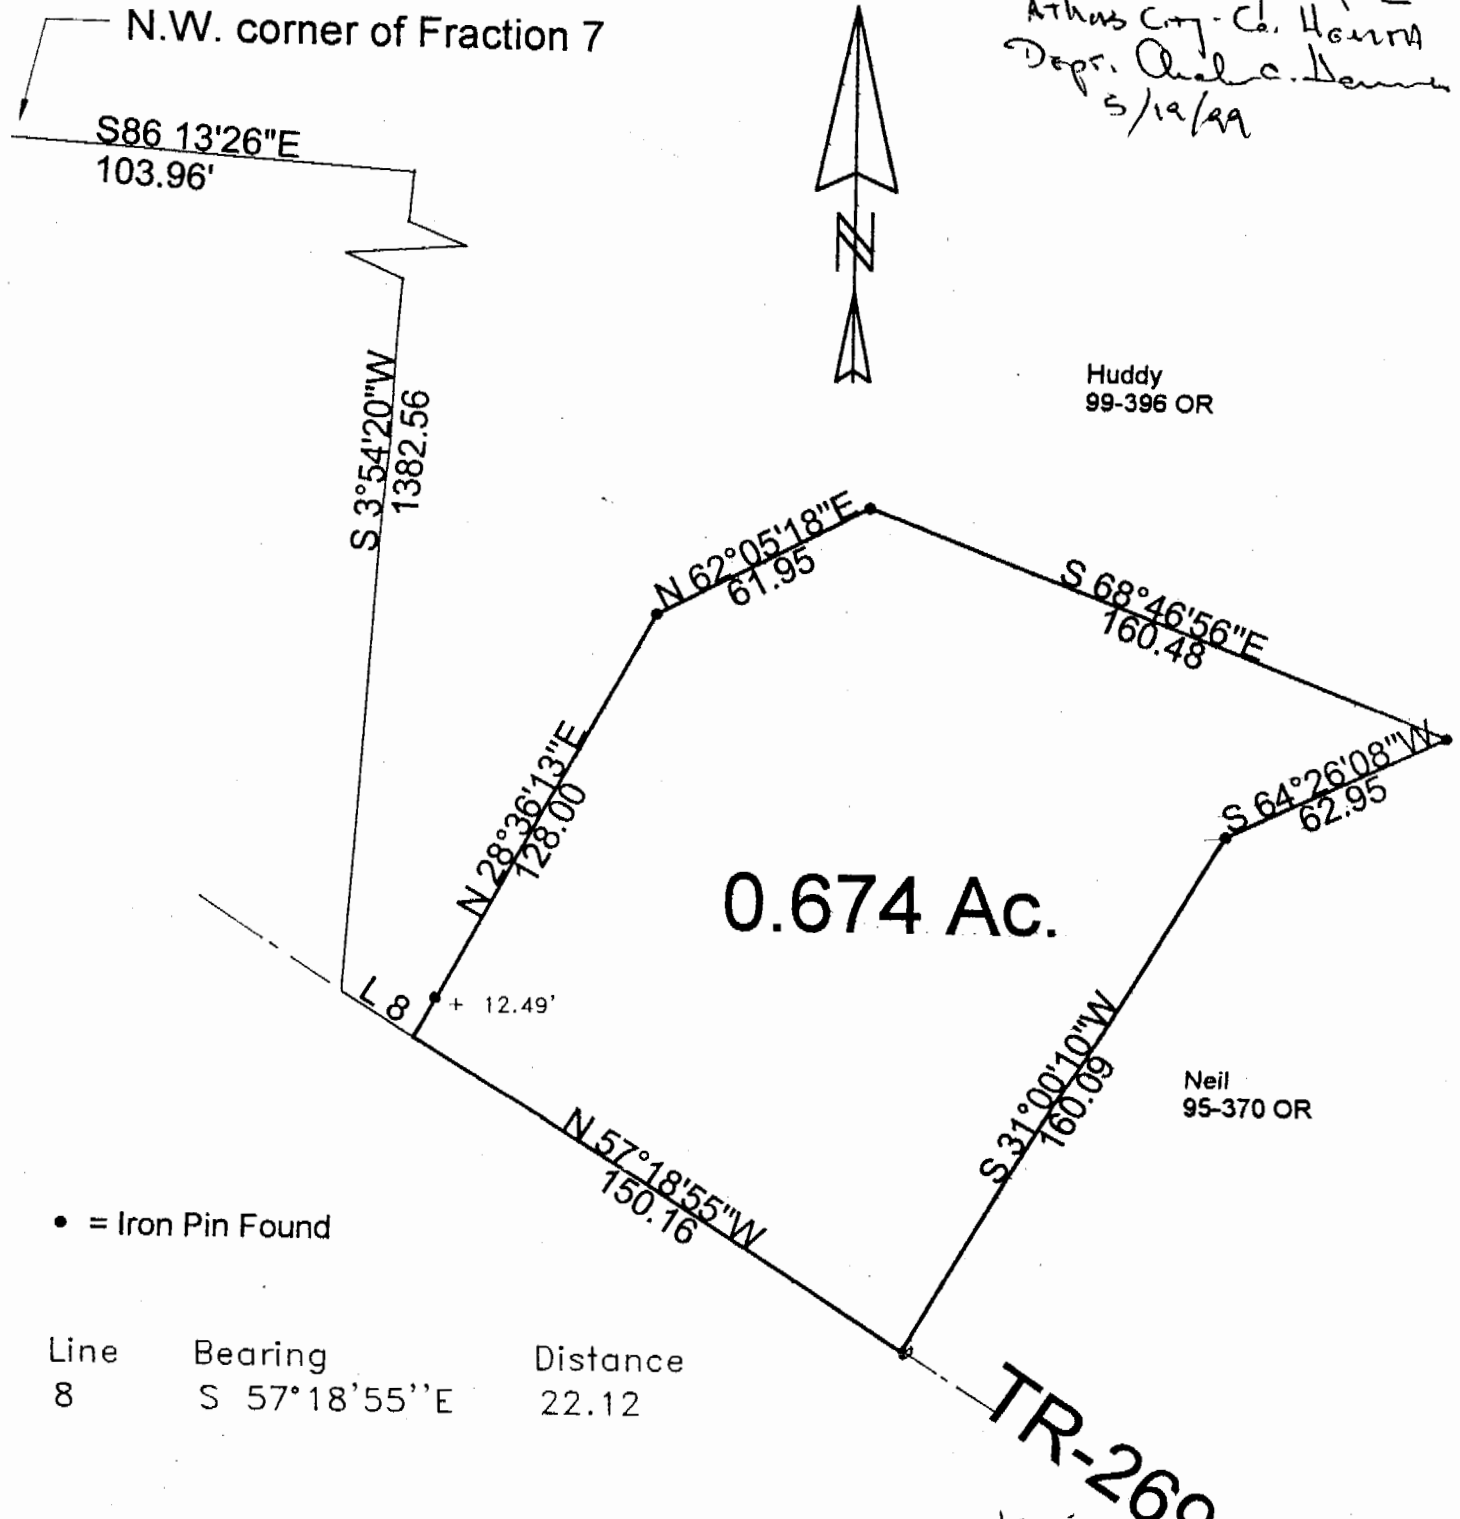 N.W. corner of Fraction 7
Dept.
5/19/99
S86 13'26"E
103.96'
N
S 3°54'20"W
1382.56
Huddy
99-396 OR
N 62°05'18"E
61.95
S 68°46'56"E
160.48
N 28°36'13"E
128.00
S 64°26'08"W
62.95
0.674 Ac.
L 8
+ 12.49'
S 31°00'10"W
160.09
Neil
95-370 OR
N 57°18'55"W
150.16
• = Iron Pin Found
Line Bearing Distance
8 S 57°18'55''E 22.12
TR-269